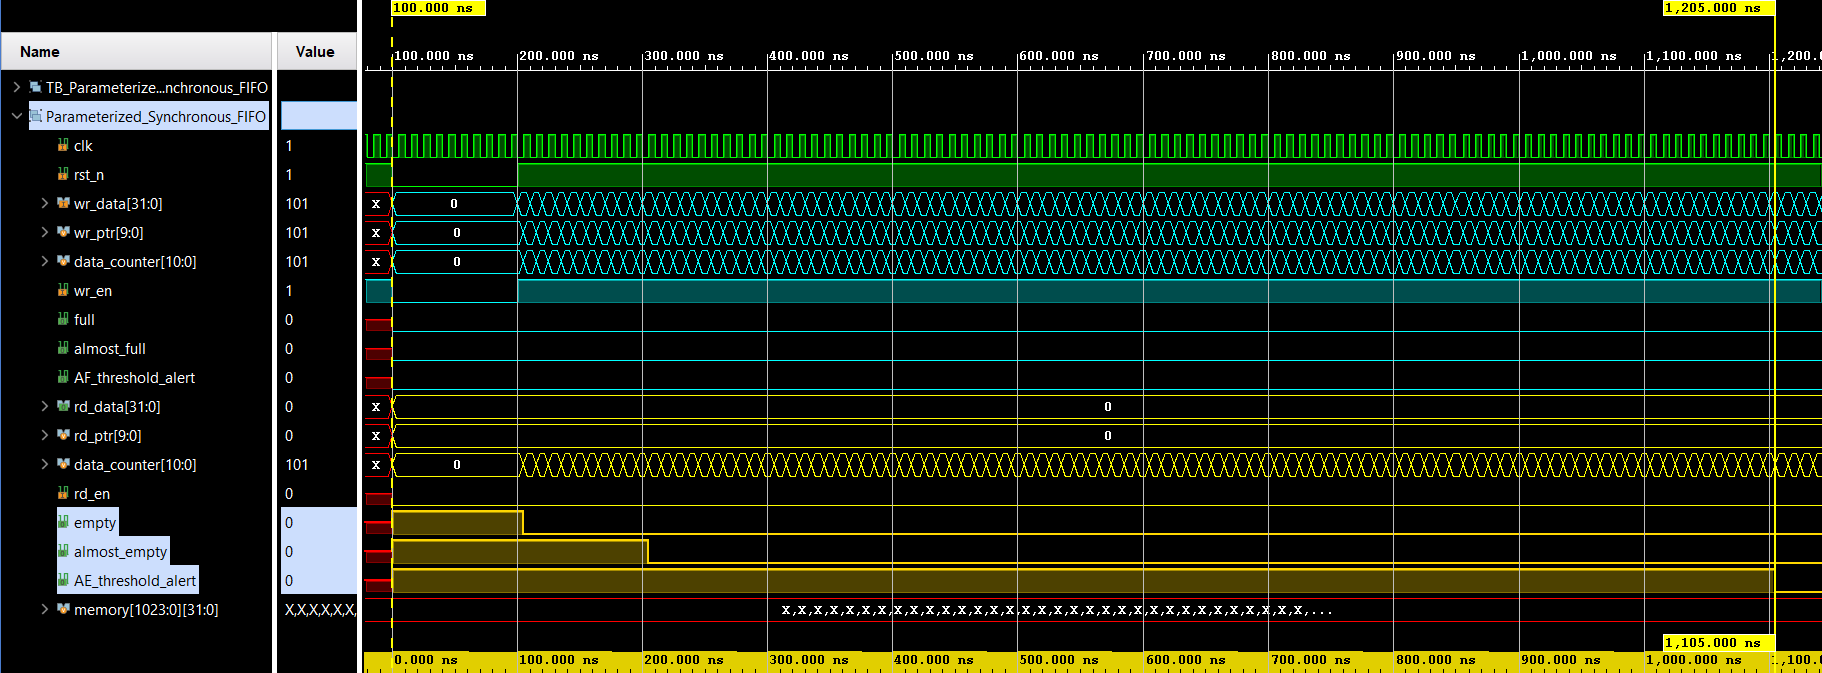 100.000 ns 1,205.000 ns
Name Value
100.000 ns 200.000 ns 300.000 ns 400.000 ns 500.000 ns 600.000 ns 700.000 ns 800.000 ns 900.000 ns 1,000.000 ns 1,100.000 ns 1,200.0
TB_Parameterize...nchronous_FIFO
Parameterized_Synchronous_FIFO
clk 1
rst_n 1
wr_data[31:0] 101 X 0
wr_ptr[9:0] 101 X 0
data_counter[10:0] 101 X 0
wr_en 1
full 0
almost_full 0
AF_threshold_alert 0
rd_data[31:0] 0 X 0
rd_ptr[9:0] 0 X 0
data_counter[10:0] 101 X 0
rd_en 0
empty 0
almost_empty 0
AE_threshold_alert 0
memory[1023:0][31:0] X,X,X,X,X,X, X,X,X,X,X,X,X,X,X,X,X,X,X,X,X,X,X,X,X,X,X,X,X,X,X,X,X,X,X,X,X,...
1,105.000 ns
0.000 ns 100.000 ns 200.000 ns 300.000 ns 400.000 ns 500.000 ns 600.000 ns 700.000 ns 800.000 ns 900.000 ns 1,000.000 ns 1,100.